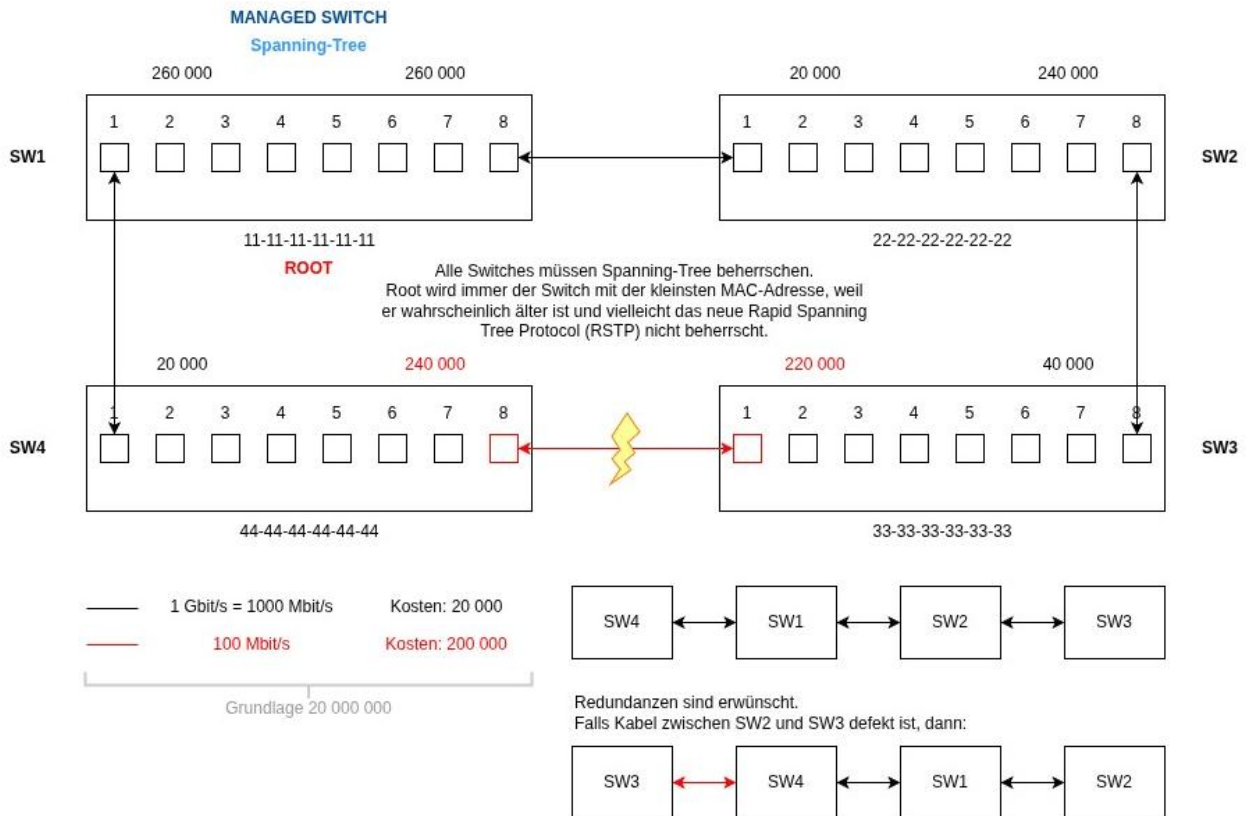 MANAGED SWITCH
Spanning-Tree
260 000 260 000 20 000 240 000
1 2 3 4 5 6 7 8 1 2 3 4 5 6 7 8
SW1 SW2
11-11-11-11-11-11 22-22-22-22-22-22
ROOT
Alle Switches müssen Spanning-Tree beherrschen.
Root wird immer der Switch mit der kleinsten MAC-Adresse, weil
er wahrscheinlich älter ist und vielleicht das neue Rapid Spanning
Tree Protocol (RSTP) nicht beherrscht.
20 000 240 000 220 000 40 000
1 2 3 4 5 6 7 8 1 2 3 4 5 6 7 8
SW4 SW3
44-44-44-44-44-44 33-33-33-33-33-33
1 Gbit/s = 1000 Mbit/s Kosten: 20 000
100 Mbit/s Kosten: 200 000
Grundlage 20 000 000
SW4 SW1 SW2 SW3
Redundanzen sind erwünscht.
Falls Kabel zwischen SW2 und SW3 defekt ist, dann:
SW3 SW4 SW1 SW2